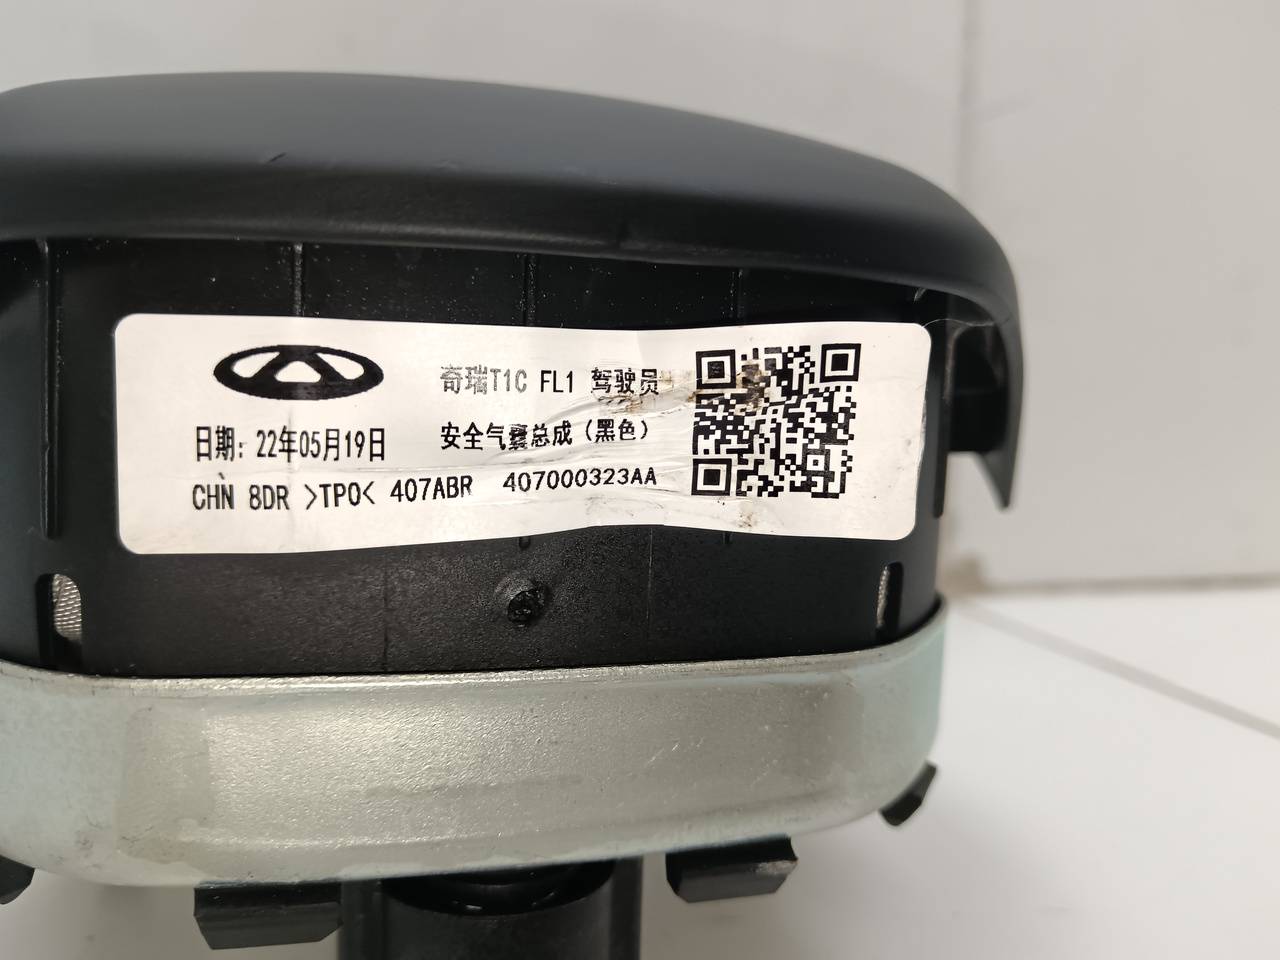 奇瑞T1C FL1 驾驶员
日期: 22年05月19日
安全气囊总成(黑色)
CHN 8DR >TPO< 407ABR 407000323AA